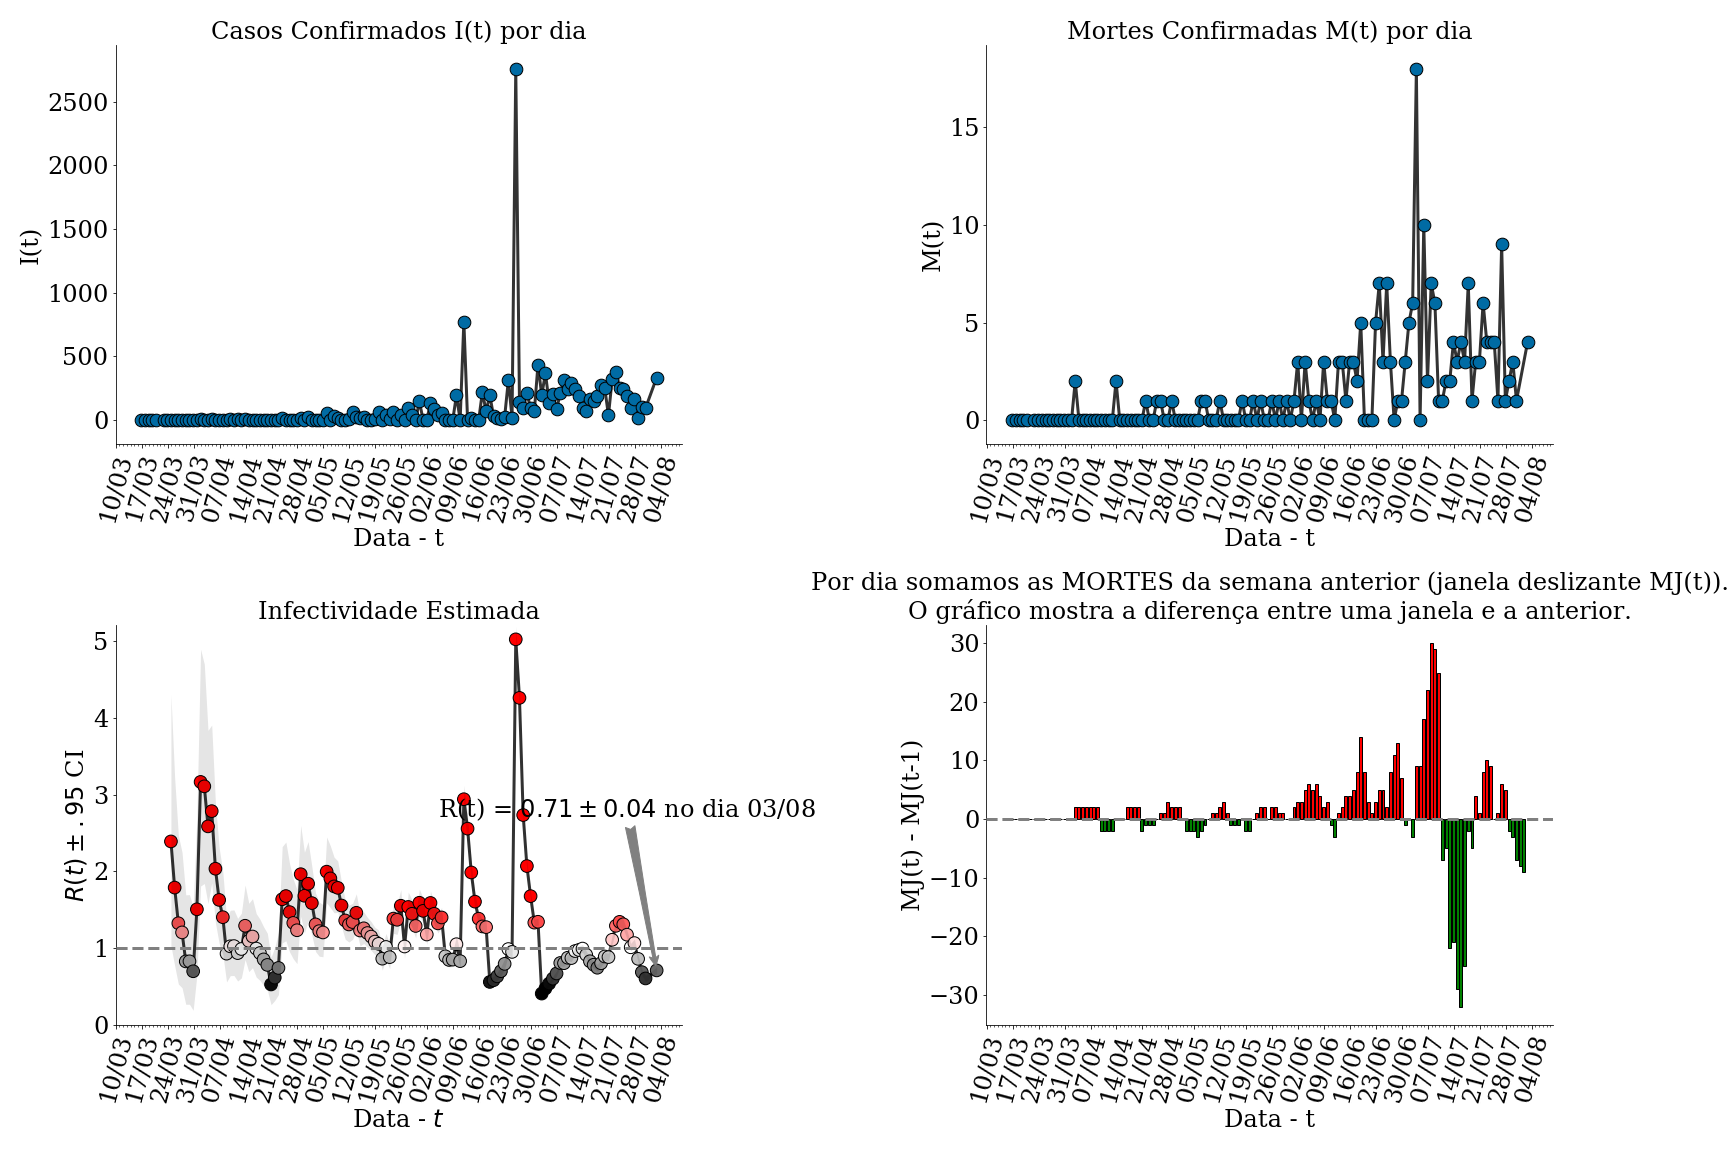 Casos Confirmados I(t) por dia
I(t)
2500
2000
1500
1000
500
0
10/03 17/03 24/03 31/03 07/04 14/04 21/04 28/04 05/05 12/05 19/05 26/05 02/06 09/06 16/06 23/06 30/06 07/07 14/07 21/07 28/07 04/08
Data - t
Mortes Confirmadas M(t) por dia
M(t)
15
10
5
0
10/03 17/03 24/03 31/03 07/04 14/04 21/04 28/04 05/05 12/05 19/05 26/05 02/06 09/06 16/06 23/06 30/06 07/07 14/07 21/07 28/07 04/08
Data - t
Infectividade Estimada
R(t) ± .95 CI
5
4
3
2
1
0
R(t) = 0.71 ± 0.04 no dia 03/08
10/03 17/03 24/03 31/03 07/04 14/04 21/04 28/04 05/05 12/05 19/05 26/05 02/06 09/06 16/06 23/06 30/06 07/07 14/07 21/07 28/07 04/08
Data - t
Por dia somamos as MORTES da semana anterior (janela deslizante MJ(t)).
O gráfico mostra a diferença entre uma janela e a anterior.
MJ(t) - MJ(t-1)
30
20
10
0
−10
−20
−30
10/03 17/03 24/03 31/03 07/04 14/04 21/04 28/04 05/05 12/05 19/05 26/05 02/06 09/06 16/06 23/06 30/06 07/07 14/07 21/07 28/07 04/08
Data - t